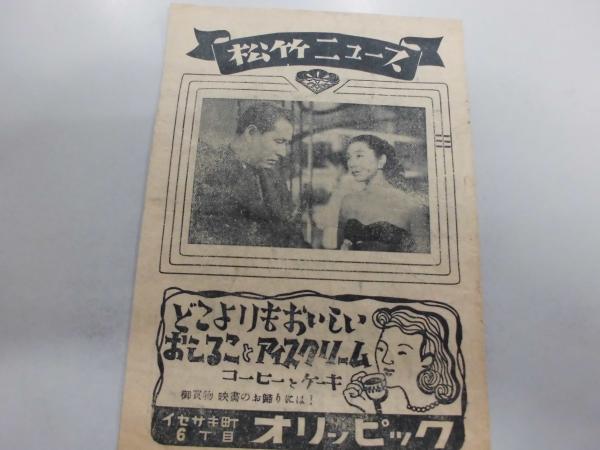 松竹ニュース
どこよりもおいしい
おしることアイスクリーム
コーヒーとケーキ
御買物 映画のお帰りには!
イセサキ町
6丁目
オリンピック